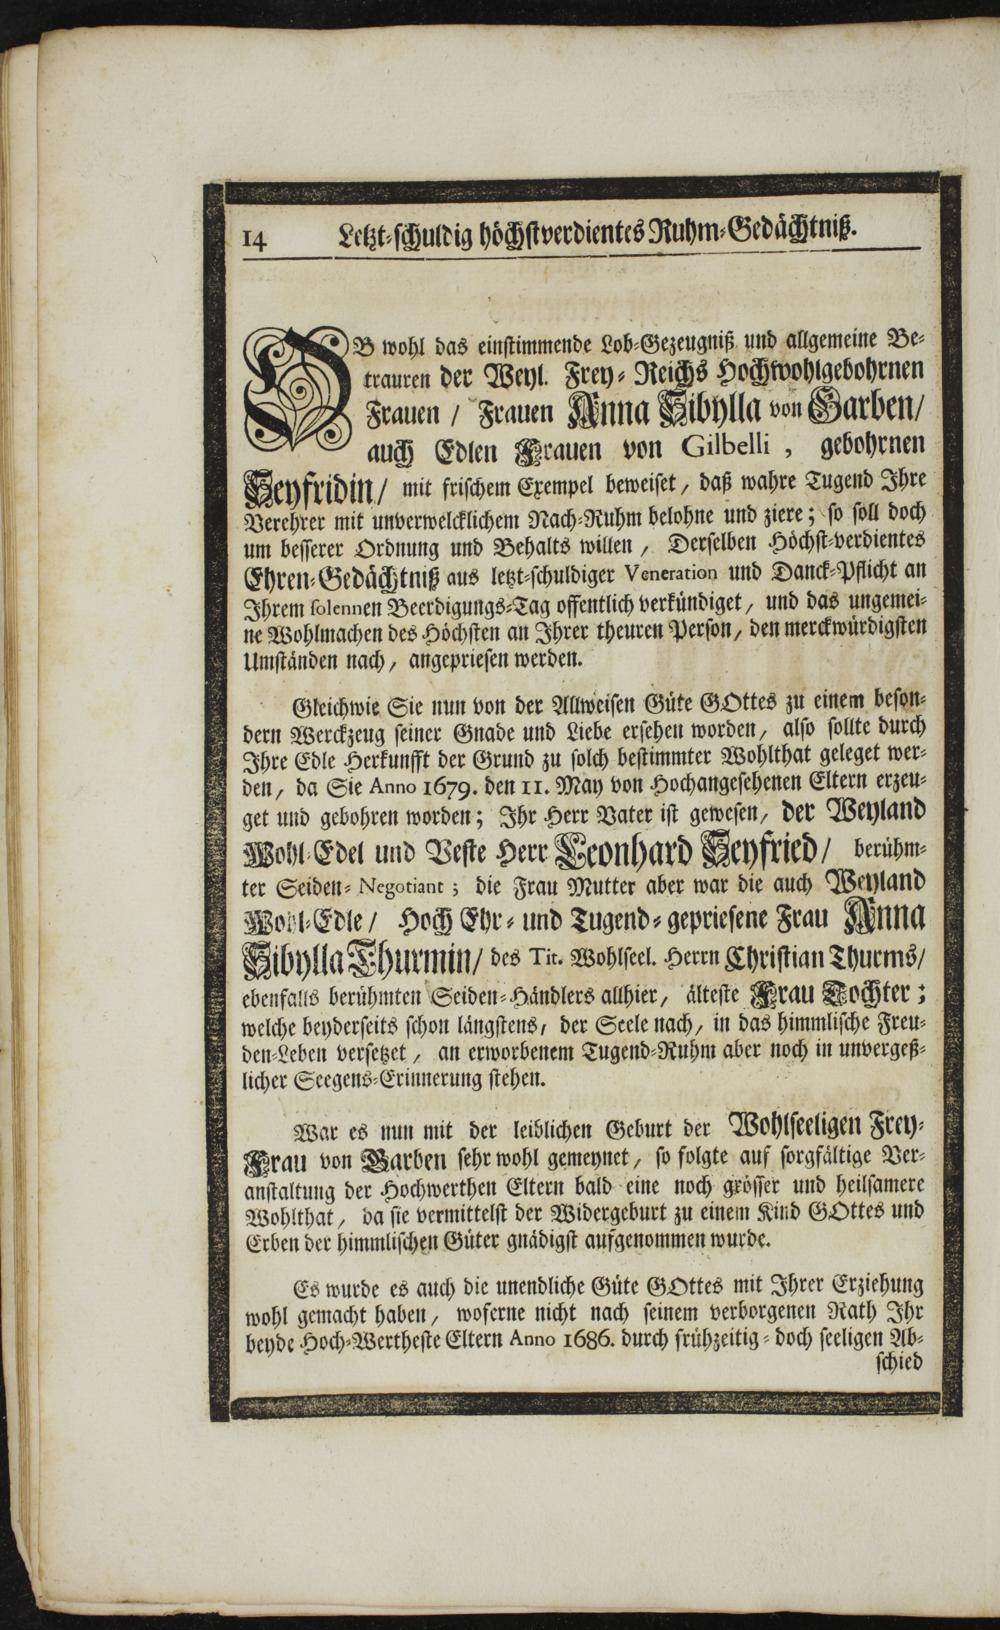 14 Letzt-schuldig höchstverdientes Ruhm-Gedächtniß.
OB wohl das einstimmende Lob-Gezeugniß und allgemeine Be-
trauren der Weyl. Frey-Reichs Hochwohlgebohrnen
Frauen / Frauen Anna Sibylla von Garben/
auch Edlen Frauen von Gilbelli, gebohrnen
Seyfridin/ mit frischem Exempel beweiset, daß wahre Tugend Ihre
Verehrer mit unverwelcklichem Nach-Ruhm belohne und ziere; so soll doch
um besserer Ordnung und Behalts willen, Derselben Höchst-verdientes
Ehren-Gedächtniß aus letzt-schuldiger Veneration und Danck-Pflicht an
Ihrem solennen Beerdigungs-Tag offentlich verkündiget, und das ungemei-
ne Wohlmachen des Höchsten an Ihrer theuren Person, den merckwürdigsten
Umständen nach, angepriesen werden.
Gleichwie Sie nun von der Allweisen Güte GOttes zu einem beson-
dern Werckzeug seiner Gnade und Liebe ersehen worden, also sollte durch
Ihre Edle Herkunfft der Grund zu solch bestimmter Wohlthat geleget wer-
den, da Sie Anno 1679. den 11. May von Hochangesehenen Eltern erzeu-
get und gebohren worden; Ihr Herr Vater ist gewesen, der Weyland
Wohl-Edel und Veste Herr Leonhard Seyfried/ berühm-
ter Seiden-Negotiant; die Frau Mutter aber war die auch Weyland
Wohl-Edle/ Hoch Ehr- und Tugend-gepriesene Frau Anna
Sibylla Thurmin/ des Tit. Wohlseel. Herrn Christian Thurms/
ebenfalls berühmten Seiden-Händlers allhier, älteste Frau Tochter;
welche beyderseits schon längstens, der Seele nach, in das himmlische Freu-
den-Leben versetzet, an erworbenem Tugend-Ruhm aber noch in unvergeß-
licher Seegens-Erinnerung stehen.
War es nun mit der leiblichen Geburt der Wohlseeligen Frey-
Frau von Garben sehr wohl gemeynet, so folgte auf sorgfältige Ver-
anstaltung der Hochwerthen Eltern bald eine noch grösser und heilsamere
Wohlthat, da sie vermittelst der Widergeburt zu einem Kind GOttes und
Erben der himmlischen Güter gnädigst aufgenommen wurde.
Es wurde es auch die unendliche Güte GOttes mit Ihrer Erziehung
wohl gemacht haben, woferne nicht nach seinem verborgenen Rath Ihr
beyde Hoch-Wertheste Eltern Anno 1686. durch frühzeitig-doch seeligen Ab-
schied